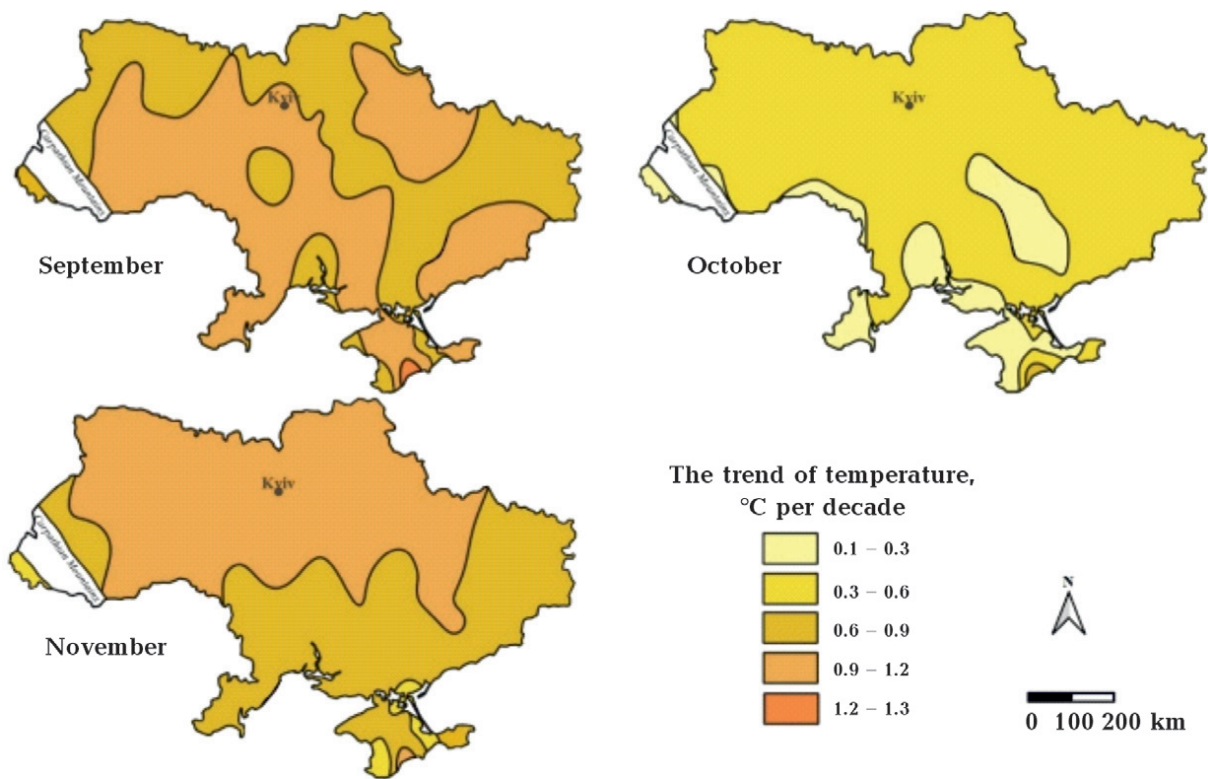 Kyiv
Carpathian Mountains
September
Kyiv
Carpathian Mountains
October
Kyiv
Carpathian Mountains
November
The trend of temperature,
°C per decade
0.1 – 0.3
0.3 – 0.6
0.6 – 0.9
0.9 – 1.2
1.2 – 1.3
N
0 100 200 km